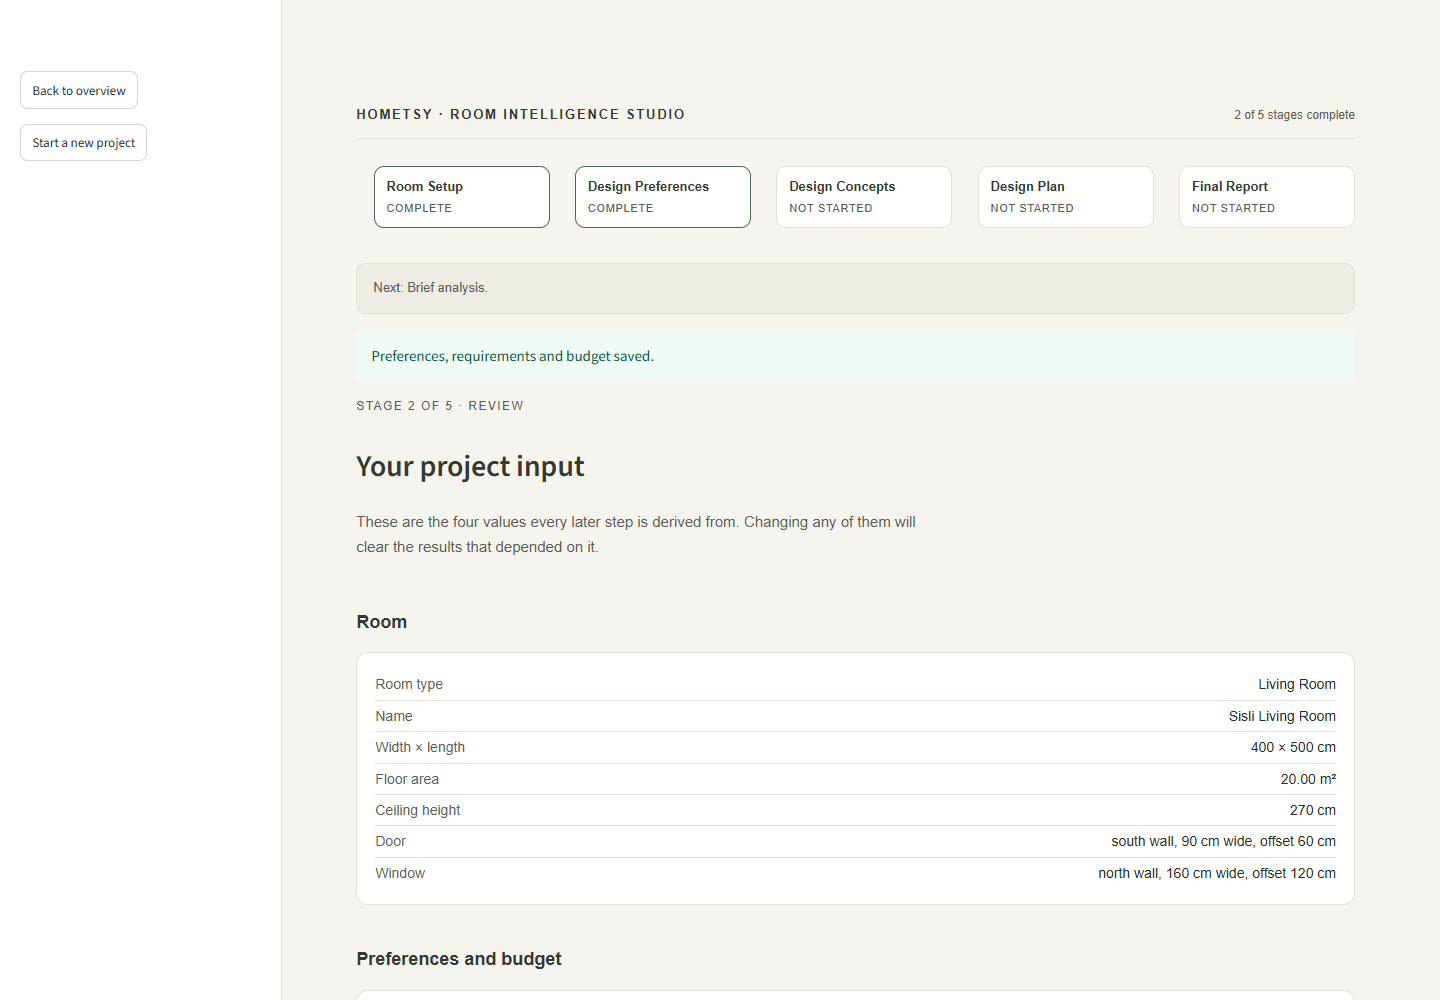 Back to overview
Start a new project
HOMETSY · ROOM INTELLIGENCE STUDIO
2 of 5 stages complete
Room Setup
COMPLETE
Design Preferences
COMPLETE
Design Concepts
NOT STARTED
Design Plan
NOT STARTED
Final Report
NOT STARTED
Next: Brief analysis.
Preferences, requirements and budget saved.
STAGE 2 OF 5 · REVIEW
Your project input
These are the four values every later step is derived from. Changing any of them will
clear the results that depended on it.
Room
Room type Living Room
Name Sisli Living Room
Width × length 400 × 500 cm
Floor area 20.00 m²
Ceiling height 270 cm
Door south wall, 90 cm wide, offset 60 cm
Window north wall, 160 cm wide, offset 120 cm
Preferences and budget